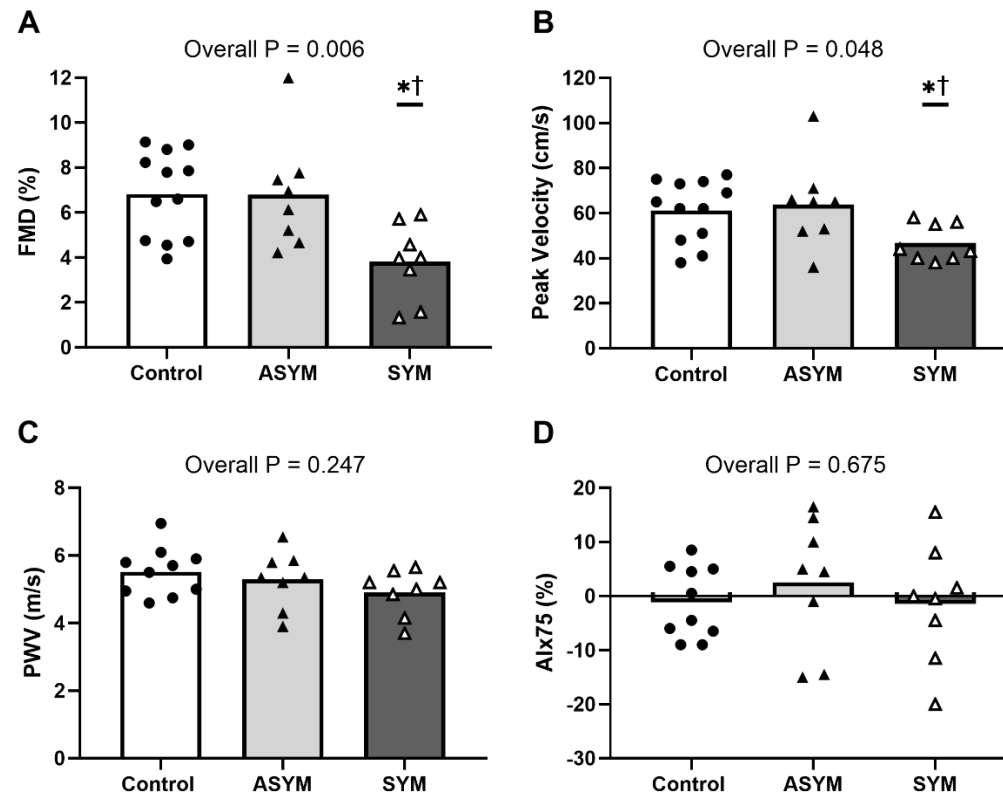 A
Overall P = 0.006
FMD (%)
12
10
8
6
4
2
0
*†
Control ASYM SYM
B
Overall P = 0.048
Peak Velocity (cm/s)
120
100
80
60
40
20
0
*†
Control ASYM SYM
C
Overall P = 0.247
PWV (m/s)
8
6
4
2
0
Control ASYM SYM
D
Overall P = 0.675
AIx75 (%)
20
10
0
-10
-20
-30
Control ASYM SYM